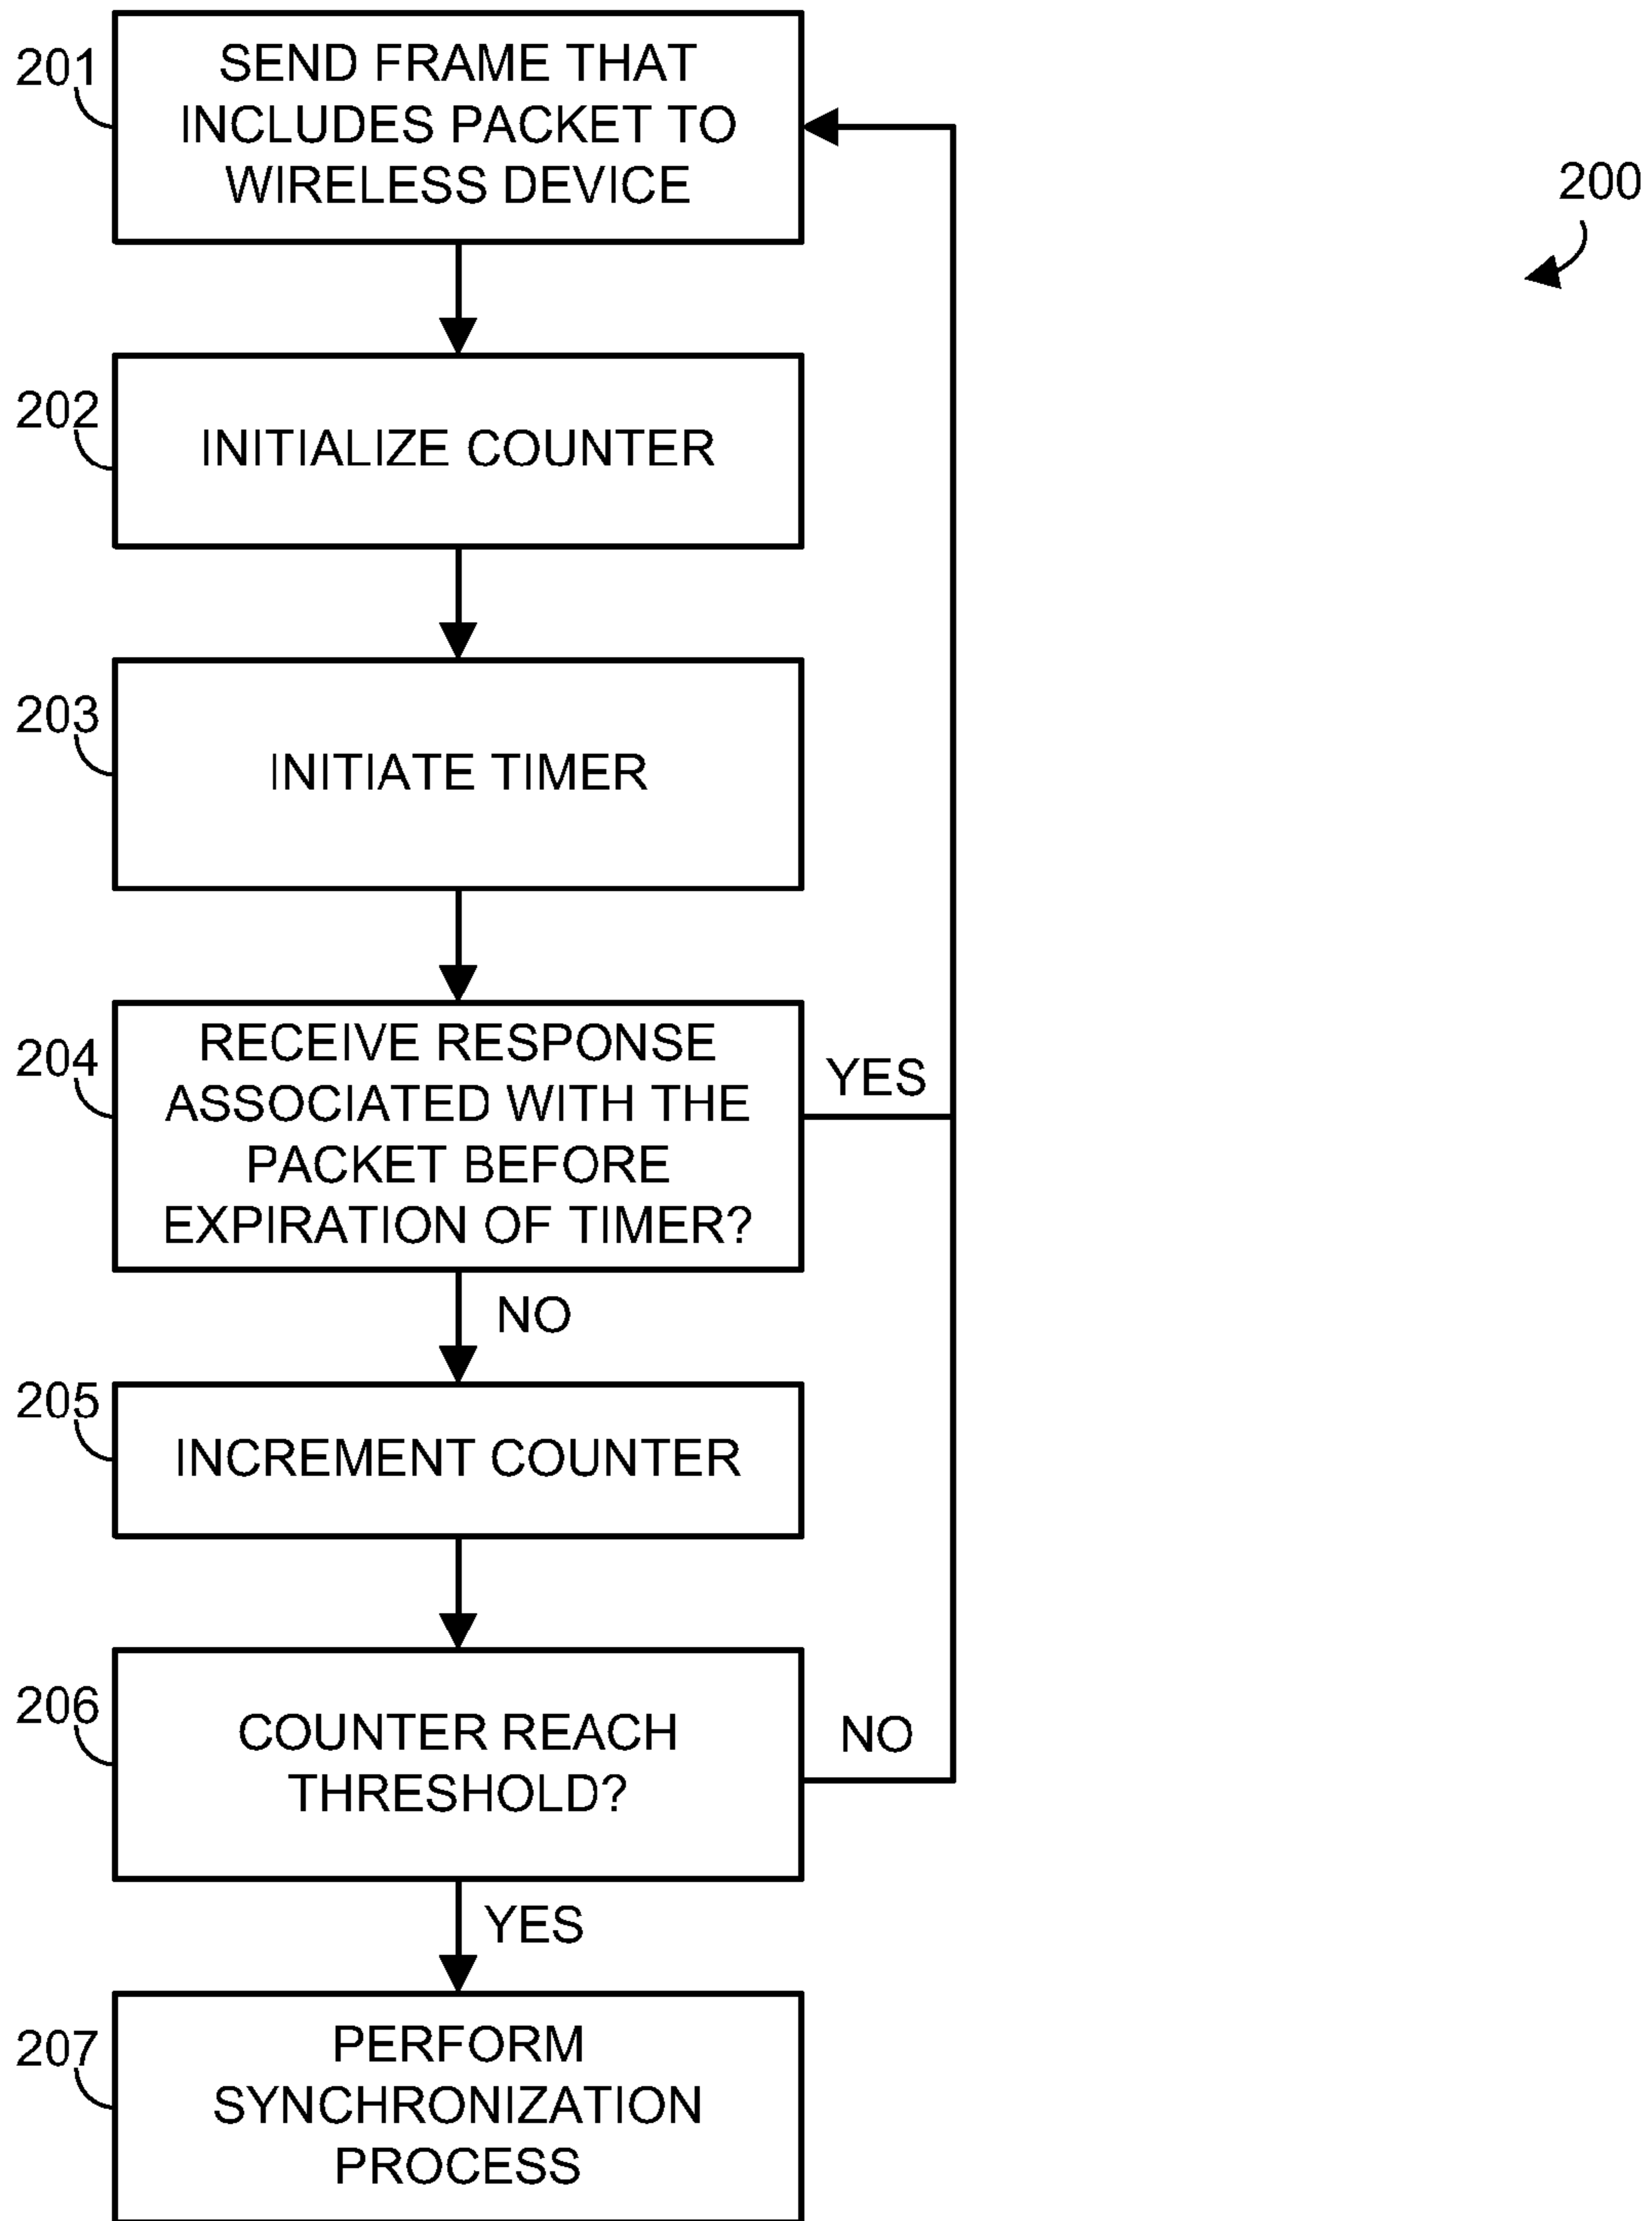 201
SEND FRAME THAT
INCLUDES PACKET TO
WIRELESS DEVICE
200
202
INITIALIZE COUNTER
203
INITIATE TIMER
204
RECEIVE RESPONSE
ASSOCIATED WITH THE
PACKET BEFORE
EXPIRATION OF TIMER?
YES
NO
205
INCREMENT COUNTER
206
COUNTER REACH
THRESHOLD?
NO
YES
207
PERFORM
SYNCHRONIZATION
PROCESS